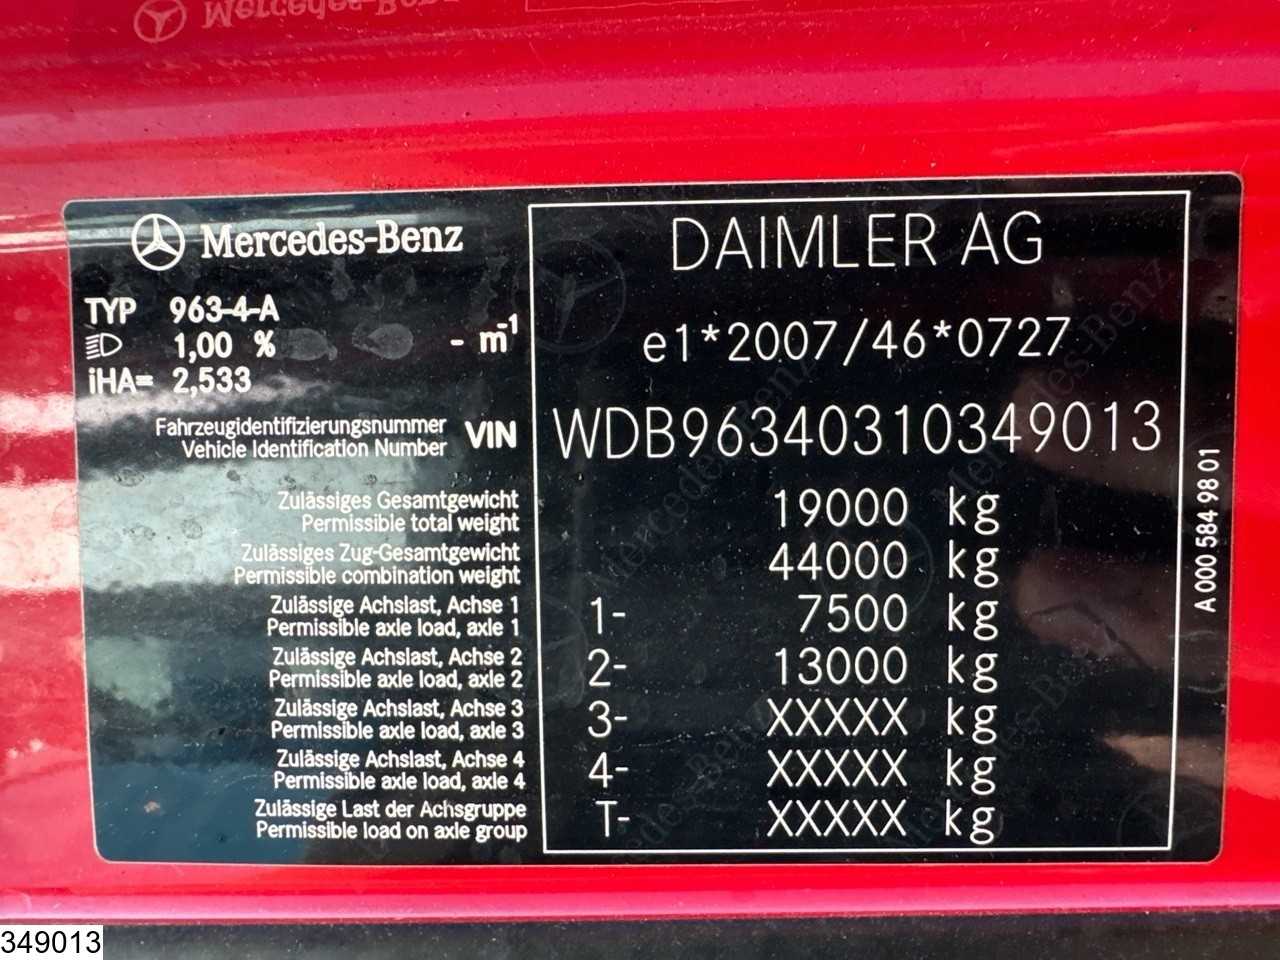 Mercedes-Benz
DAIMLER AG
TYP 963-4-A
1,00 % - m-1
iHA= 2,533
e1*2007/46*0727
Fahrzeugidentifizierungsnummer
Vehicle Identification Number
VIN WDB96340310349013
Zulässiges Gesamtgewicht
Permissible total weight
19000 kg
Zulässiges Zug-Gesamtgewicht
Permissible combination weight
44000 kg
Zulässige Achslast, Achse 1
Permissible axle load, axle 1
1- 7500 kg
Zulässige Achslast, Achse 2
Permissible axle load, axle 2
2- 13000 kg
Zulässige Achslast, Achse 3
Permissible axle load, axle 3
3- XXXXX kg
Zulässige Achslast, Achse 4
Permissible axle load, axle 4
4- XXXXX kg
Zulässige Last der Achsgruppe
Permissible load on axle group
T- XXXXX kg
A 000 584 98 01
349013